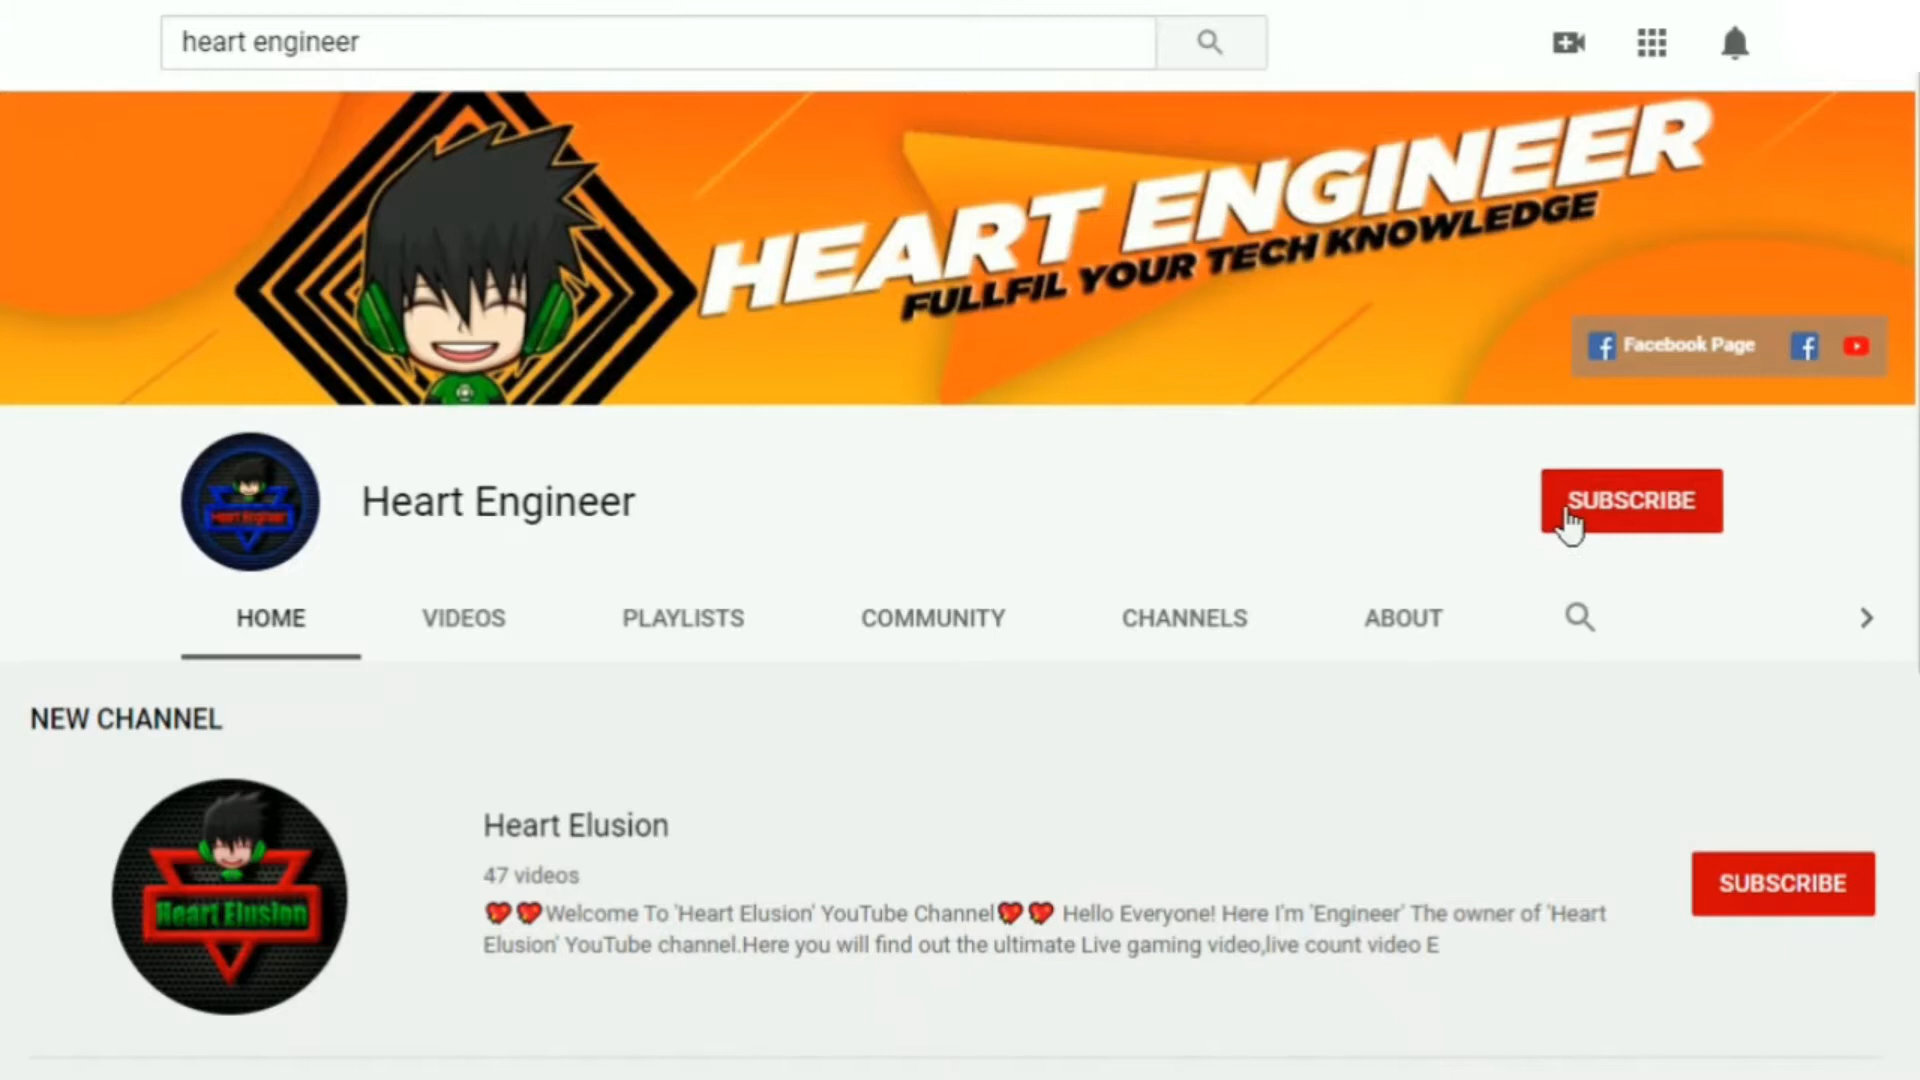 heart engineer
HEART ENGINEER
FULLFIL YOUR TECH KNOWLEDGE
Facebook Page
Heart Engineer
Heart Engineer
SUBSCRIBE
HOME VIDEOS PLAYLISTS COMMUNITY CHANNELS ABOUT
NEW CHANNEL
Heart Elusion
Heart Elusion
47 videos
💖💖Welcome To 'Heart Elusion' YouTube Channel💖💖 Hello Everyone! Here I'm 'Engineer' The owner of 'Heart
Elusion' YouTube channel.Here you will find out the ultimate Live gaming video,live count video E
SUBSCRIBE